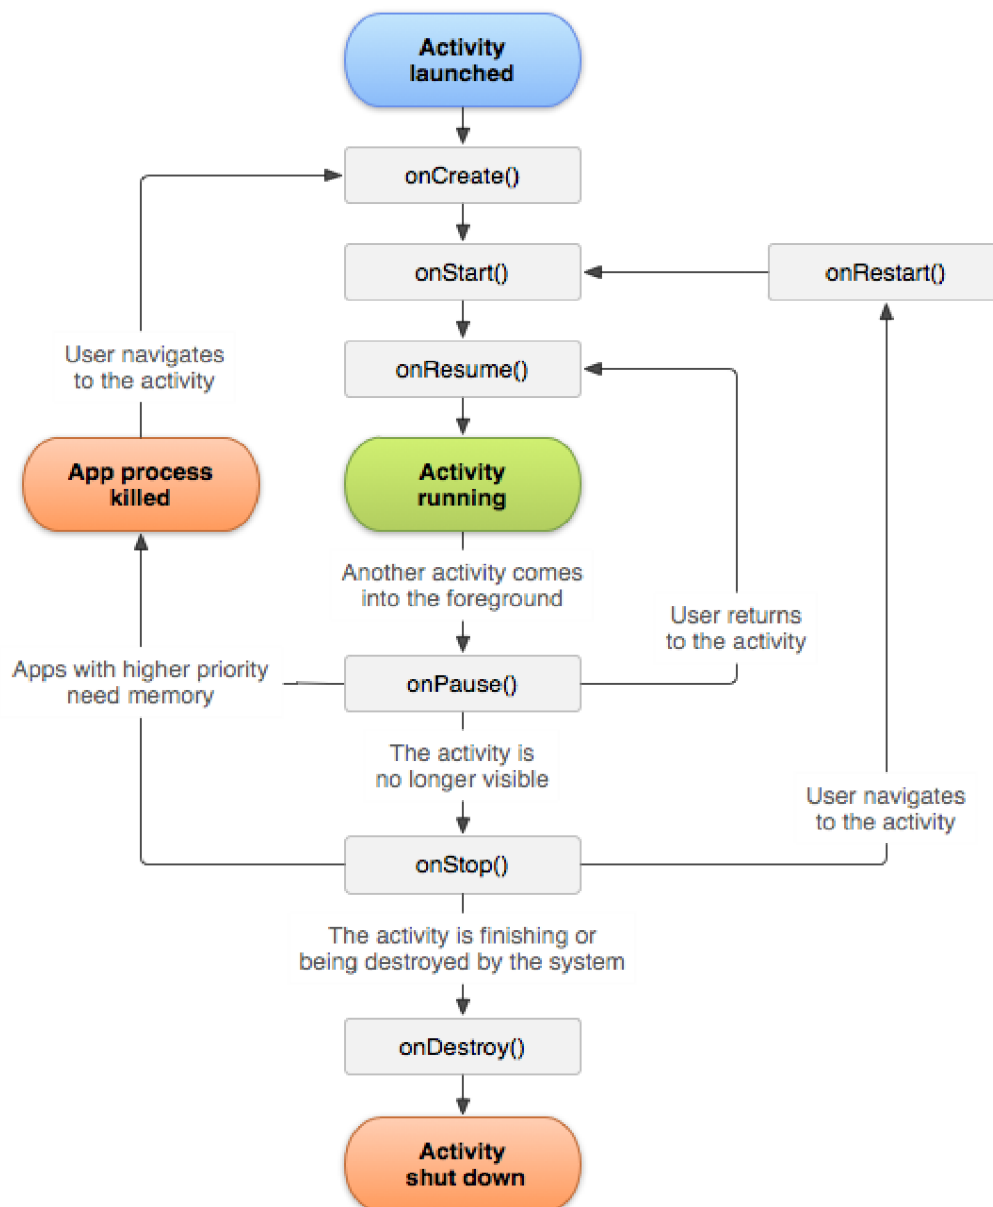 Activity
launched
onCreate()
onStart()
onRestart()
User navigates
to the activity
onResume()
App process
killed
Activity
running
Another activity comes
into the foreground
User returns
to the activity
Apps with higher priority
need memory
onPause()
The activity is
no longer visible
User navigates
to the activity
onStop()
The activity is finishing or
being destroyed by the system
onDestroy()
Activity
shut down